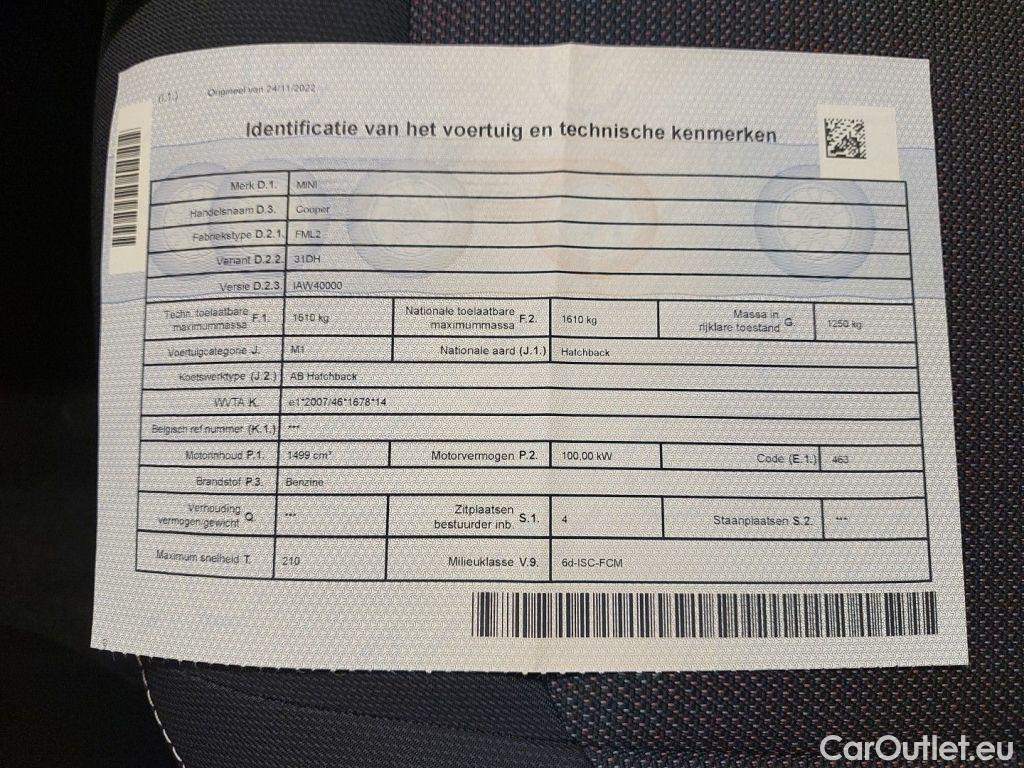 (I.1.) Origineel van 24/11/2022
Identificatie van het voertuig en technische kenmerken
Merk D.1. MINI
Handelsnaam D.3. Cooper
Fabriekstype D.2.1. FML2
Variant D.2.2. 31DH
Versie D.2.3. IAW40000
Techn. toelaatbare maximummassa F.1. 1610 kg Nationale toelaatbare maximummassa F.2. 1610 kg Massa in rijklare toestand G. 1250 kg
Voertuigcategorie J. M1 Nationale aard (J.1.) Hatchback
Koetswerktype (J.2.) AB Hatchback
WVTA K. e1*2007/46*1678*14
Belgisch ref.nummer (K.1.) ***
Motorinhoud P.1. 1499 cm³ Motorvermogen P.2. 100,00 kW Code (E.1.) 463
Brandstof P.3. Benzine
Verhouding vermogen/gewicht Q. *** Zitplaatsen bestuurder inb. S.1. 4 Staanplaatsen S.2. ***
Maximum snelheid T. 210 Milieuklasse V.9. 6d-ISC-FCM
CarOutlet.eu